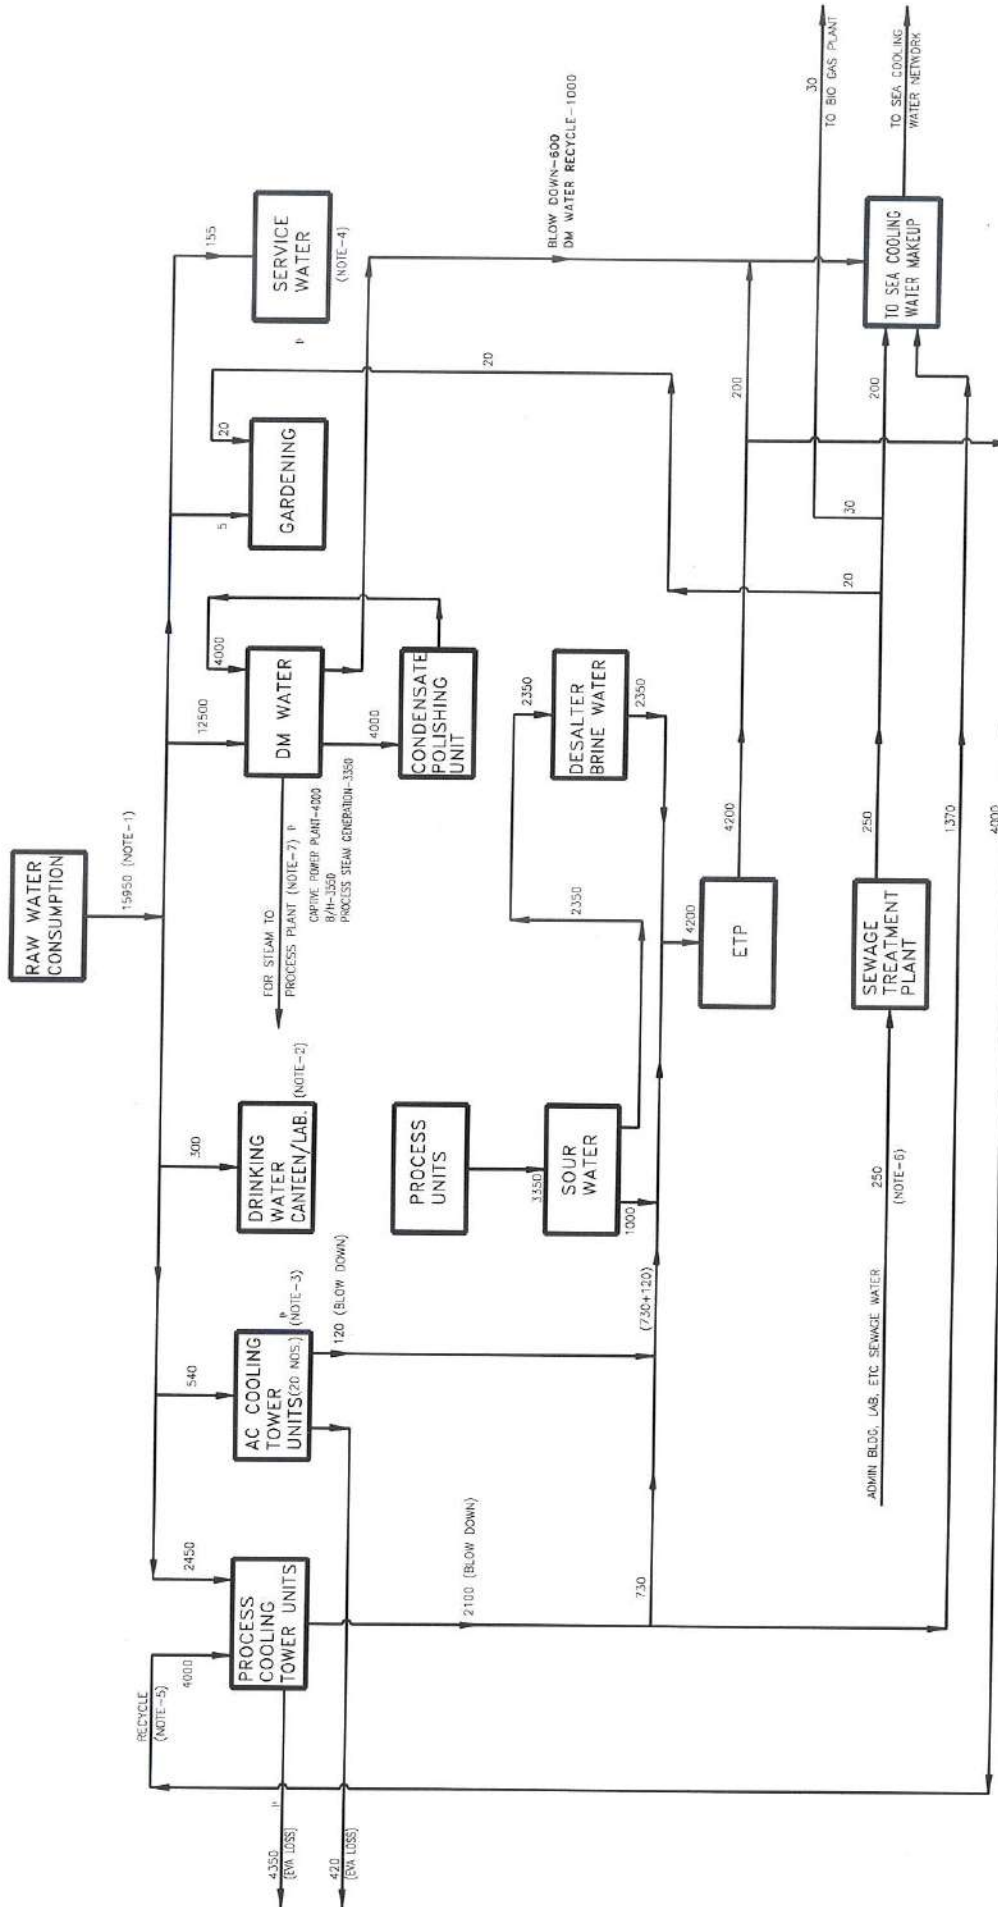 RAW WATER
CONSUMPTION
15950 (NOTE-1)
RECYCLE
(NOTE-5)
4000
2450
PROCESS
COOLING
TOWER UNITS
4350
(EVA LOSS)
420
(EVA LOSS)
2100 (BLOW DOWN)
540
AC COOLING
TOWER
UNITS(20 NOS.)
(NOTE-3)
120 (BLOW DOWN)
300
DRINKING
WATER
CANTEEN/LAB.
(NOTE-2)
12500
4000
DM WATER
FOR STEAM TO
PROCESS PLANT (NOTE-7)
CAPTIVE POWER PLANT-4000
B/H-3350
PROCESS STEAM GENERATION-3350
4000
CONDENSATE
POLISHING
UNIT
5
20
GARDENING
155
SERVICE
WATER
(NOTE-4)
BLOW DOWN-600
DM WATER RECYCLE-1000
20
PROCESS
UNITS
3350
SOUR
WATER
1000
2350
2350
DESALTER
BRINE WATER
2350
730
(730+120)
4200
ETP
4200
200
ADMIN BLDG, LAB, ETC SEWAGE WATER
250
(NOTE-6)
SEWAGE
TREATMENT
PLANT
250
20
30
200
TO SEA COOLING
WATER MAKEUP
30
TO BIO GAS PLANT
TO SEA COOLING
WATER NETWORK
1370
4000